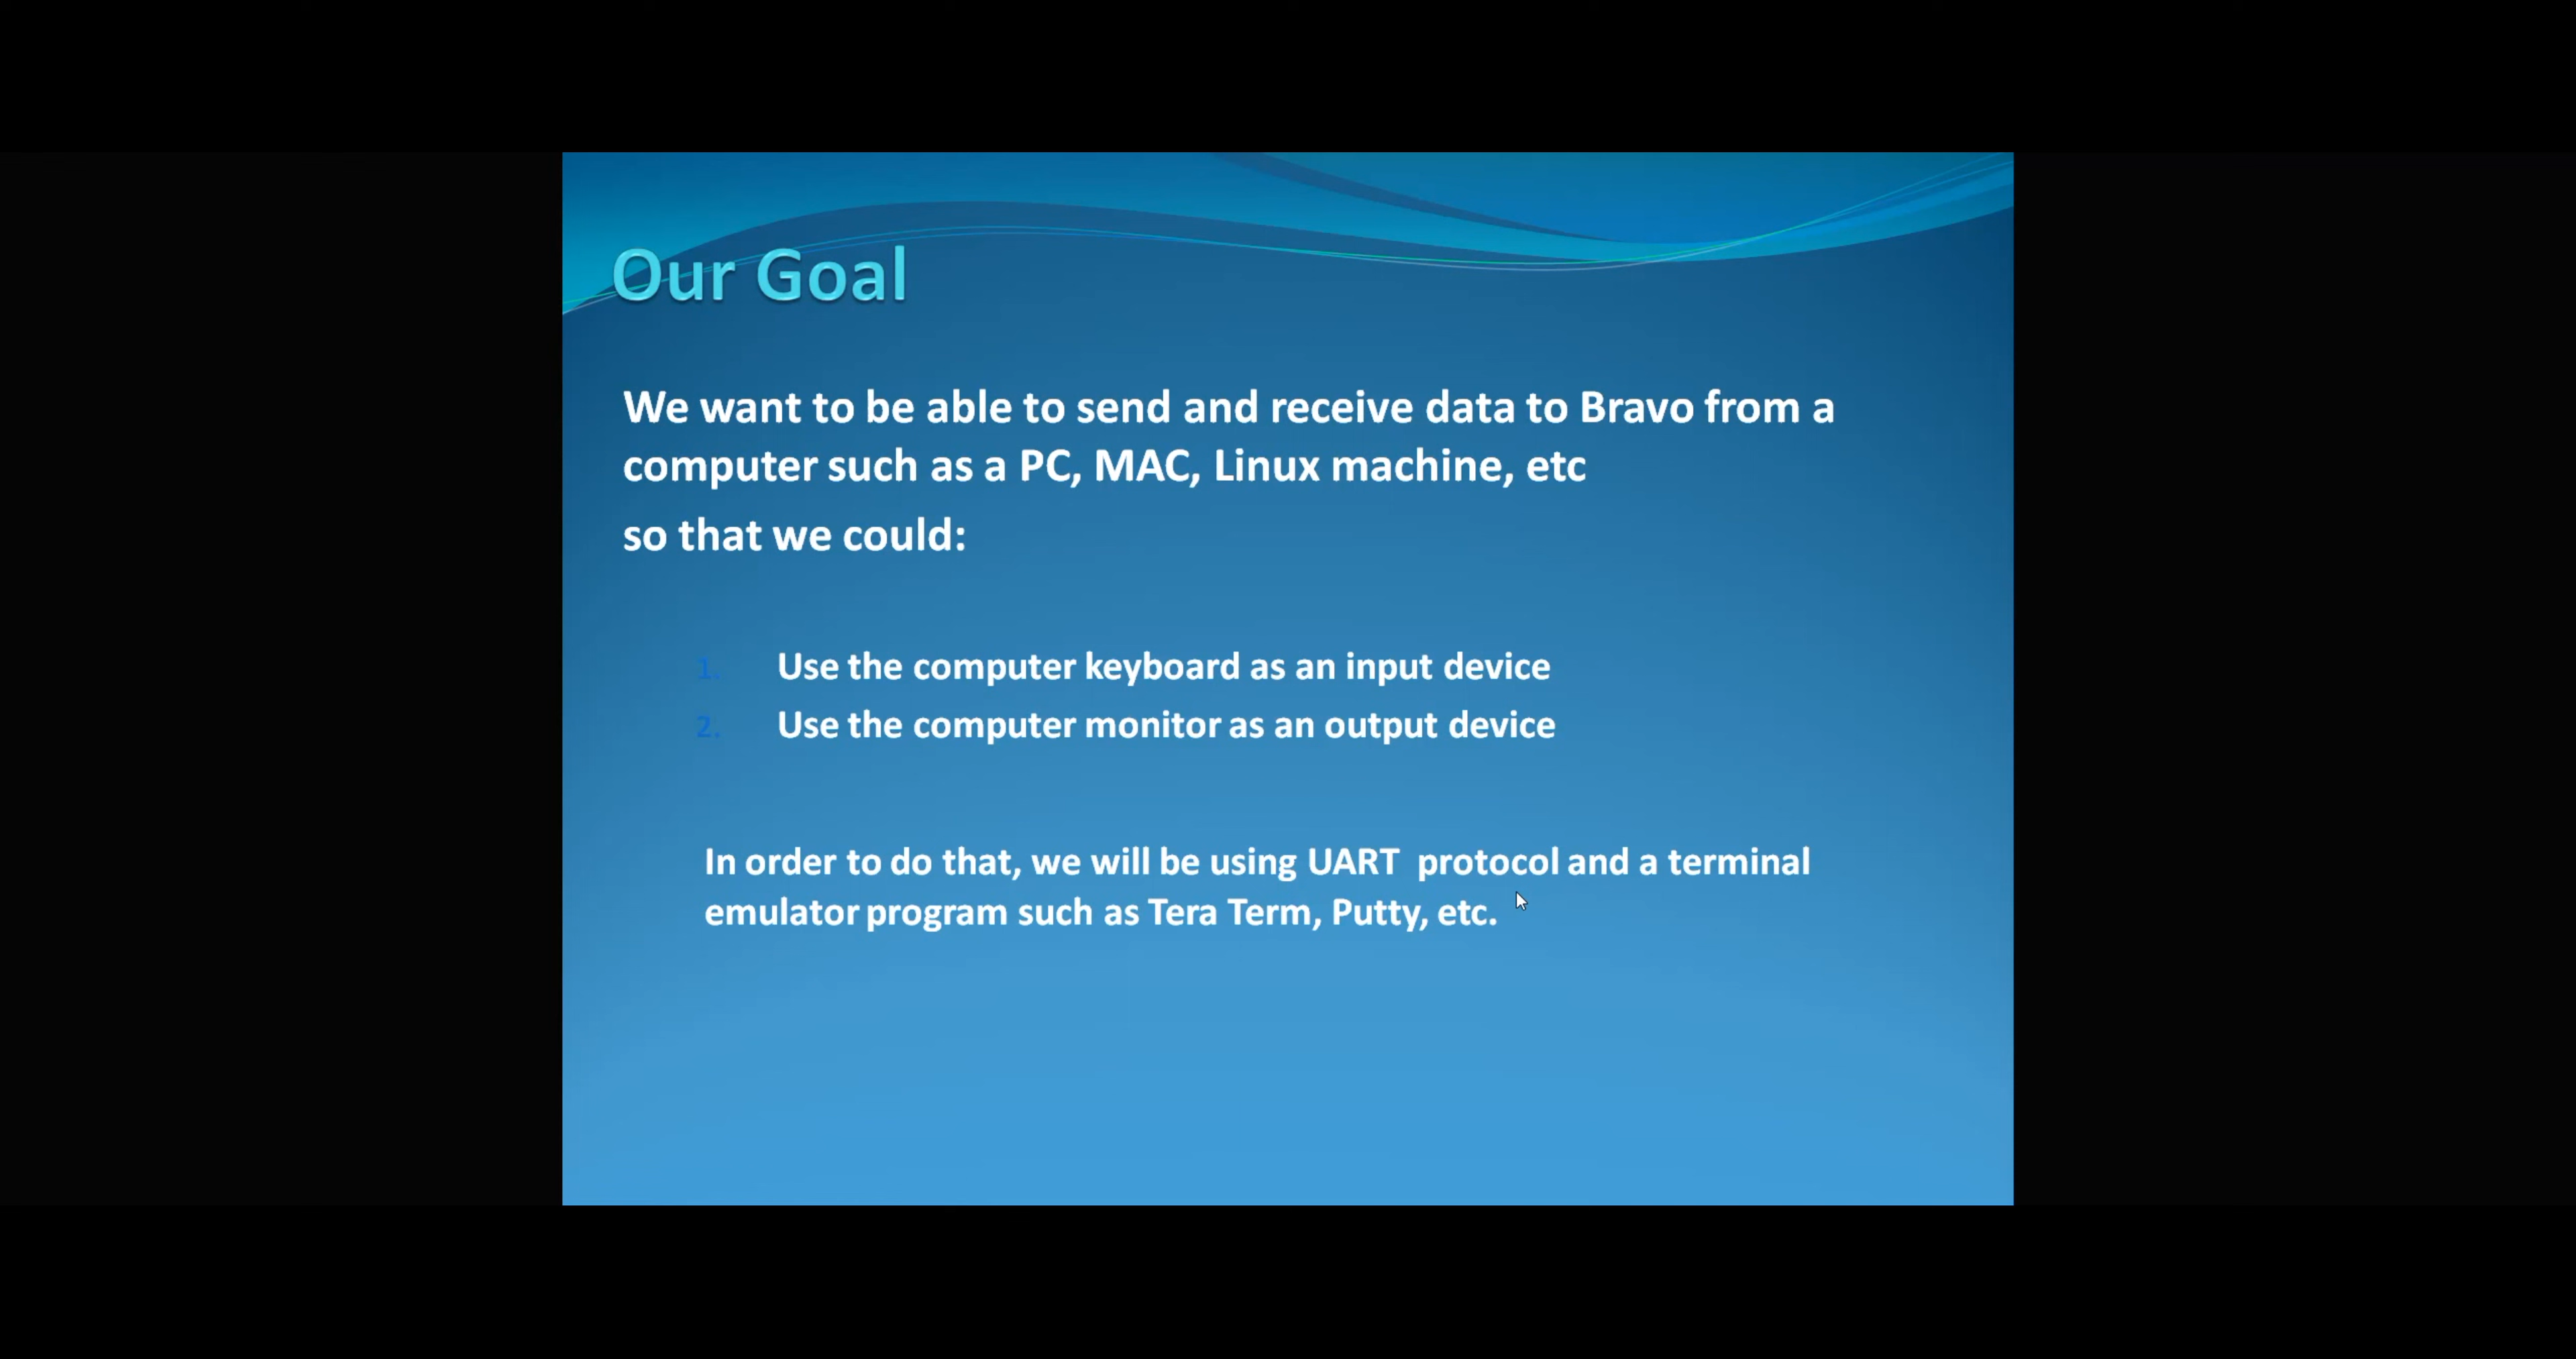 Our Goal
We want to be able to send and receive data to Bravo from a
computer such as a PC, MAC, Linux machine, etc
so that we could:
1. Use the computer keyboard as an input device
2. Use the computer monitor as an output device
In order to do that, we will be using UART  protocol and a terminal
emulator program such as Tera Term, Putty, etc.